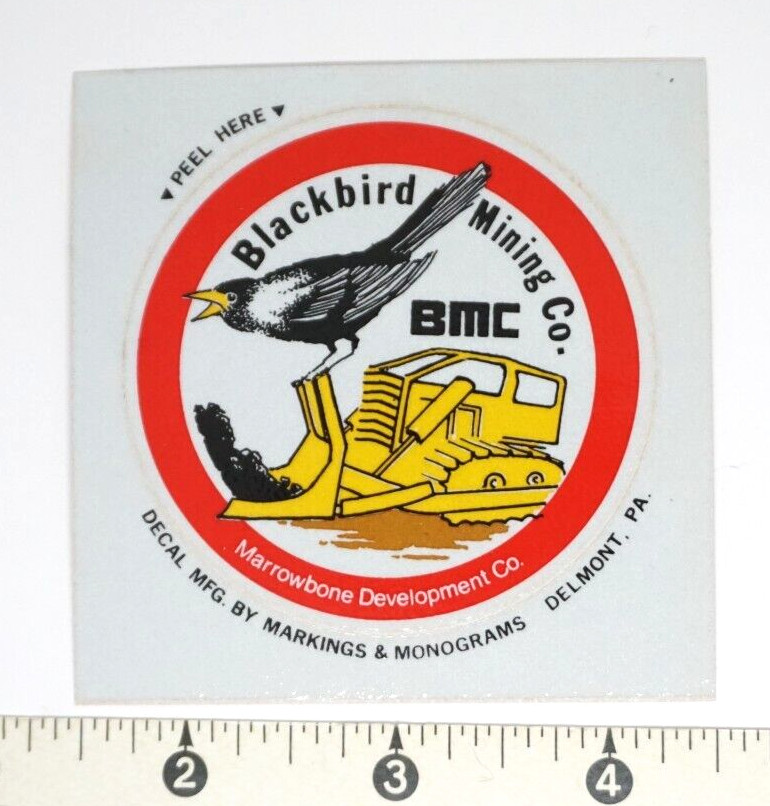 PEEL HERE
Blackbird Mining Co.
BMC
Marrowbone Development Co.
DECAL MFG. BY MARKINGS & MONOGRAMS DELMONT, PA.
2 3 4